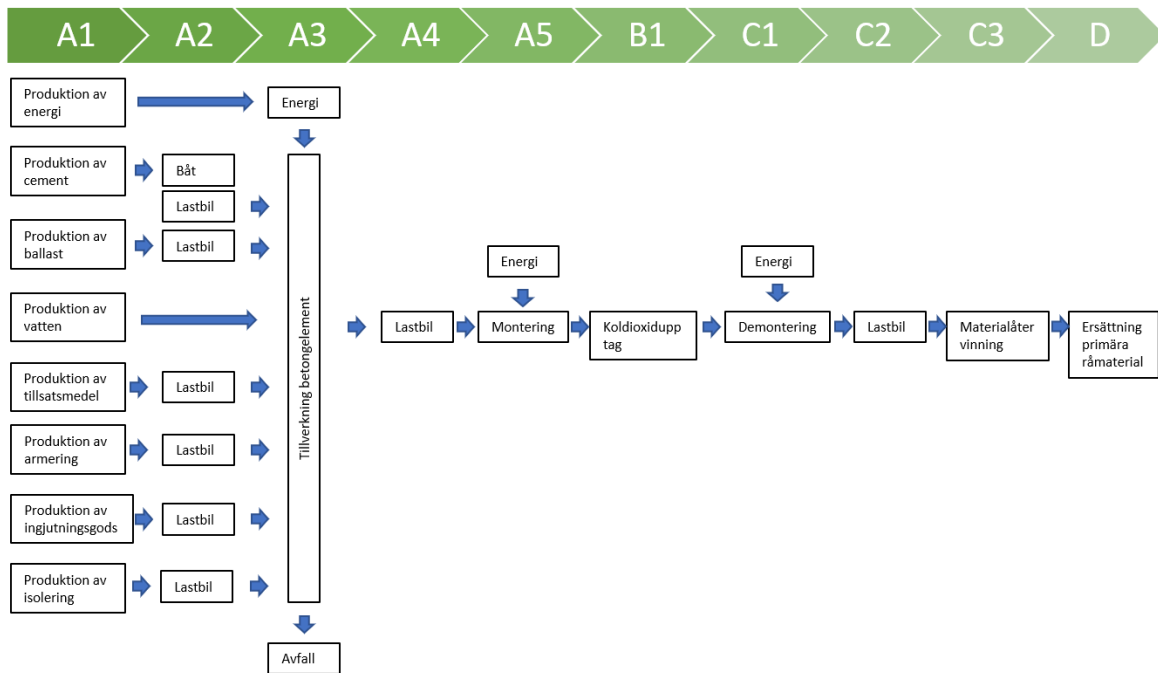 A1
A2
A3
A4
A5
B1
C1
C2
C3
D
Produktion av
energi
Energi
Produktion av
cement
Båt
Lastbil
Produktion av
ballast
Lastbil
Produktion av
vatten
Produktion av
tillsatsmedel
Lastbil
Produktion av
armering
Lastbil
Produktion av
ingjutningsgods
Lastbil
Produktion av
isolering
Lastbil
Tillverkning betongelement
Avfall
Lastbil
Energi
Montering
Koldioxidupp
tag
Energi
Demontering
Lastbil
Materialåter
vinning
Ersättning
primära
råmaterial